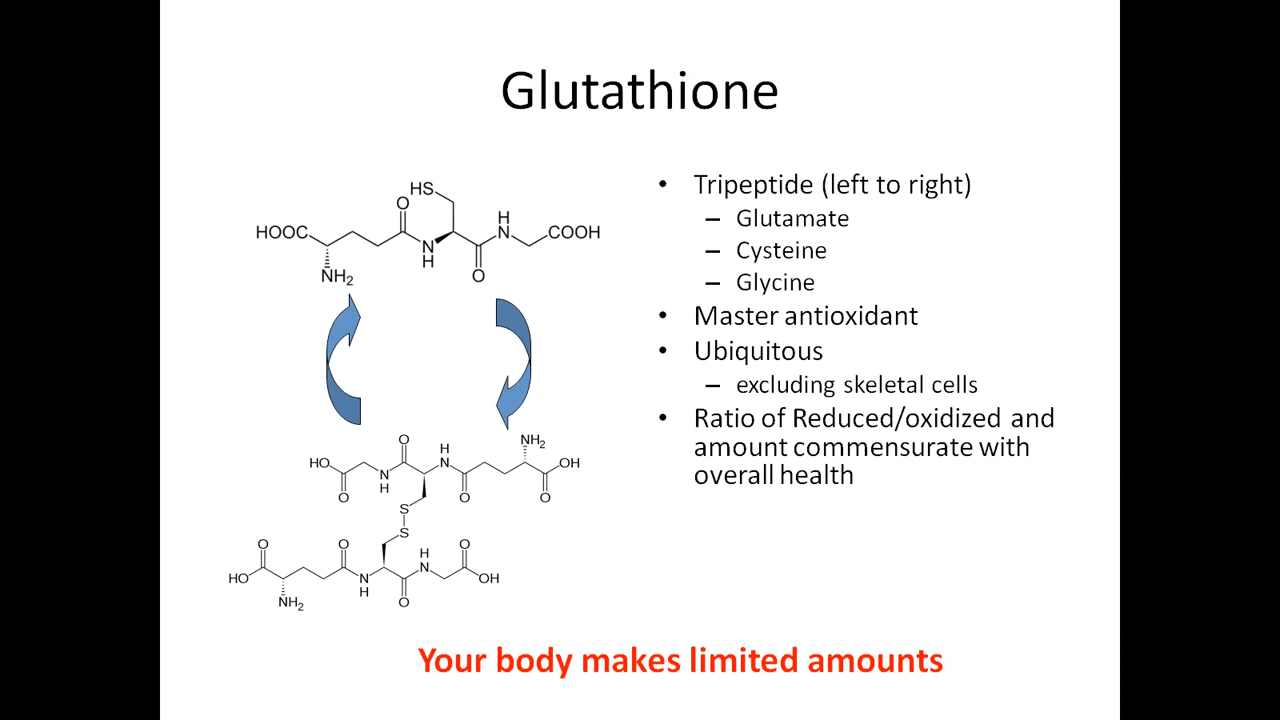 Glutathione
HS
O
H
N
HOOC
COOH
N
H
O
NH2
• Tripeptide (left to right)
– Glutamate
– Cysteine
– Glycine
• Master antioxidant
• Ubiquitous
– excluding skeletal cells
• Ratio of Reduced/oxidized and
amount commensurate with
overall health
O
H
N
NH2
HO
OH
N
H
O
O
O
S
S
O
O
H
N
O
HO
OH
N
H
NH2
O
Your body makes limited amounts